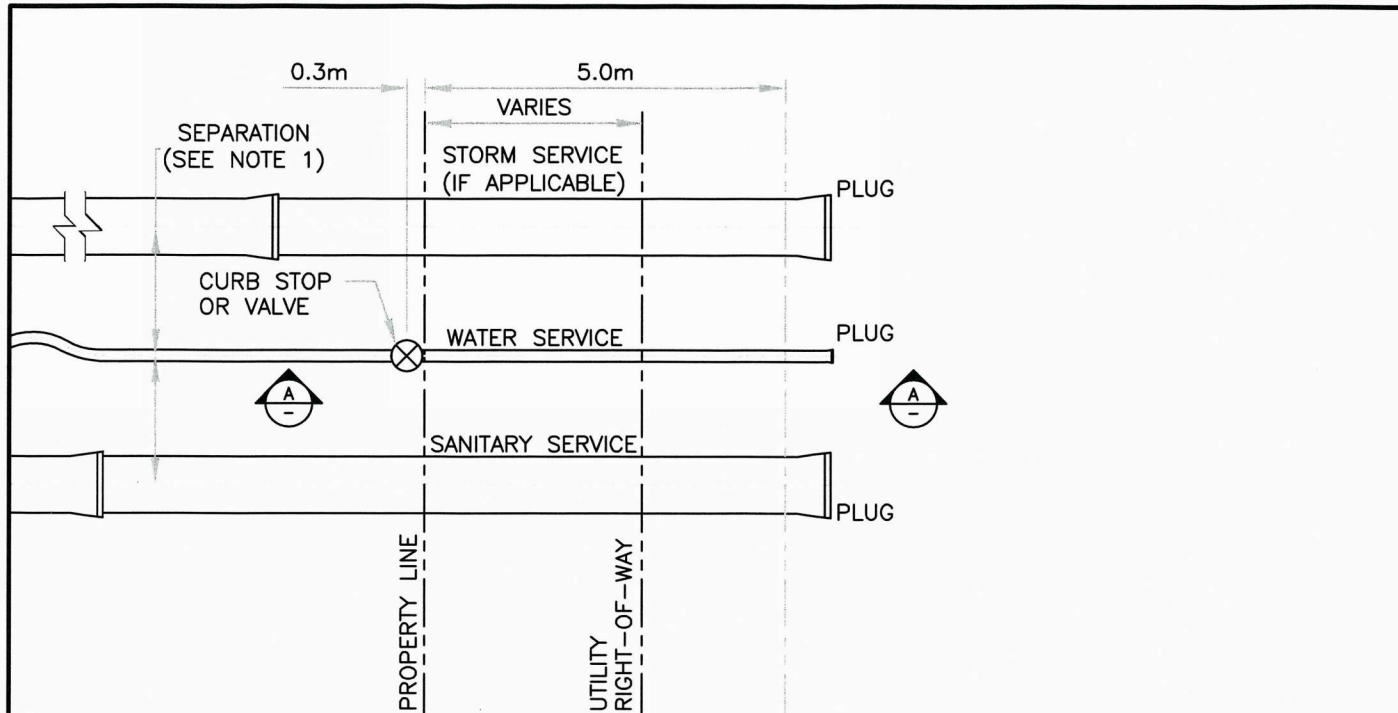 0.3m
5.0m
VARIES
SEPARATION
(SEE NOTE 1)
STORM SERVICE
(IF APPLICABLE)
PLUG
CURB STOP
OR VALVE
WATER SERVICE
PLUG
A
-
A
-
SANITARY SERVICE
PLUG
PROPERTY LINE
UTILITY
RIGHT-OF-WAY